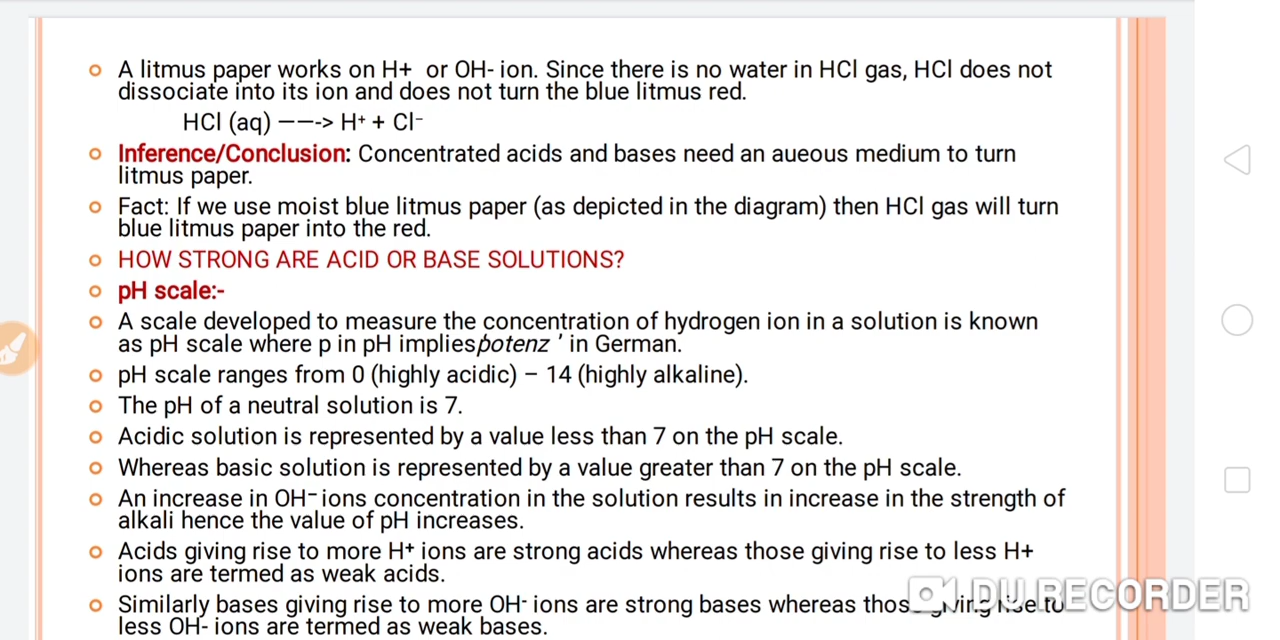 A litmus paper works on H+ or OH- ion. Since there is no water in HCl gas, HCl does not
dissociate into its ion and does not turn the blue litmus red.
HCl (aq) ——-> H⁺ + Cl⁻
Inference/Conclusion: Concentrated acids and bases need an aueous medium to turn
litmus paper.
Fact: If we use moist blue litmus paper (as depicted in the diagram) then HCl gas will turn
blue litmus paper into the red.
HOW STRONG ARE ACID OR BASE SOLUTIONS?
pH scale:-
A scale developed to measure the concentration of hydrogen ion in a solution is known
as pH scale where p in pH implies potenz ’ in German.
pH scale ranges from 0 (highly acidic) – 14 (highly alkaline).
The pH of a neutral solution is 7.
Acidic solution is represented by a value less than 7 on the pH scale.
Whereas basic solution is represented by a value greater than 7 on the pH scale.
An increase in OH⁻ ions concentration in the solution results in increase in the strength of
alkali hence the value of pH increases.
Acids giving rise to more H⁺ ions are strong acids whereas those giving rise to less H+
ions are termed as weak acids.
Similarly bases giving rise to more OH⁻ ions are strong bases whereas those giving rise to
less OH- ions are termed as weak bases.
DU RECORDER